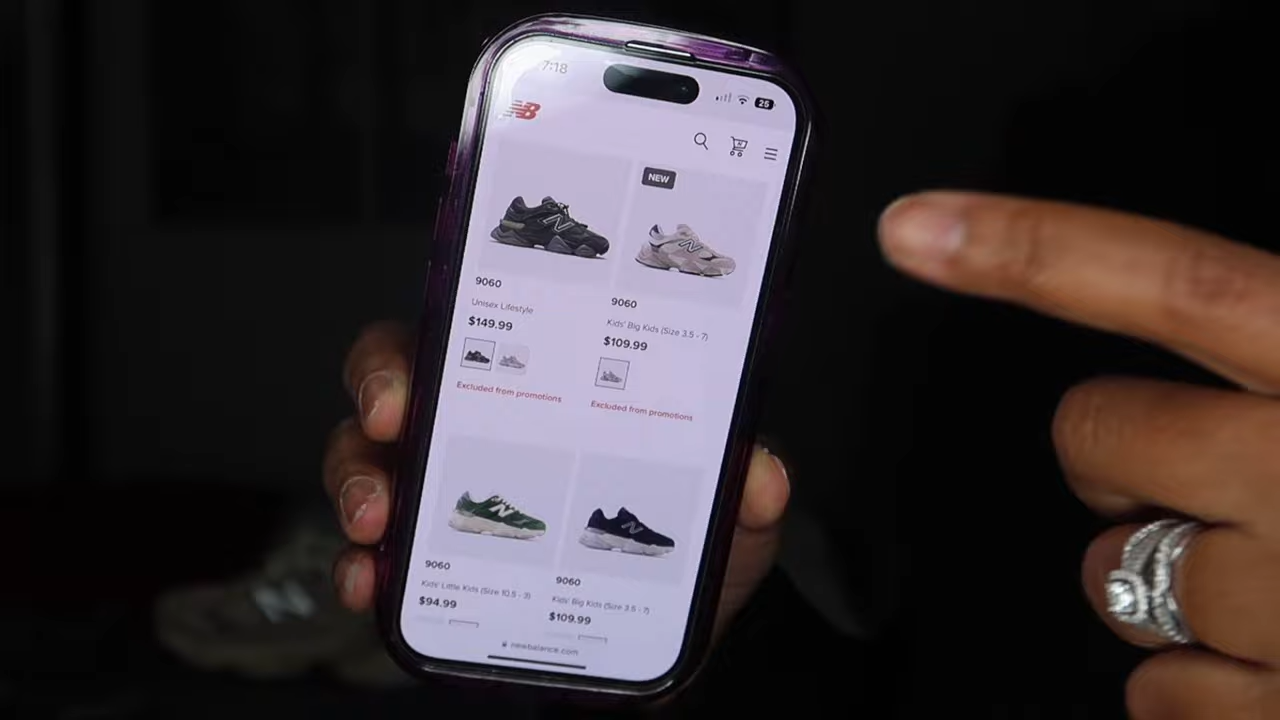 7:18
25
NB
NEW
9060
Unisex Lifestyle
$149.99
Excluded from promotions
9060
Kids' Big Kids (Size 3.5 - 7)
$109.99
Excluded from promotions
9060
Kids' Little Kids (Size 10.5 - 3)
$94.99
9060
Kids' Big Kids (Size 3.5 - 7)
$109.99
newbalance.com